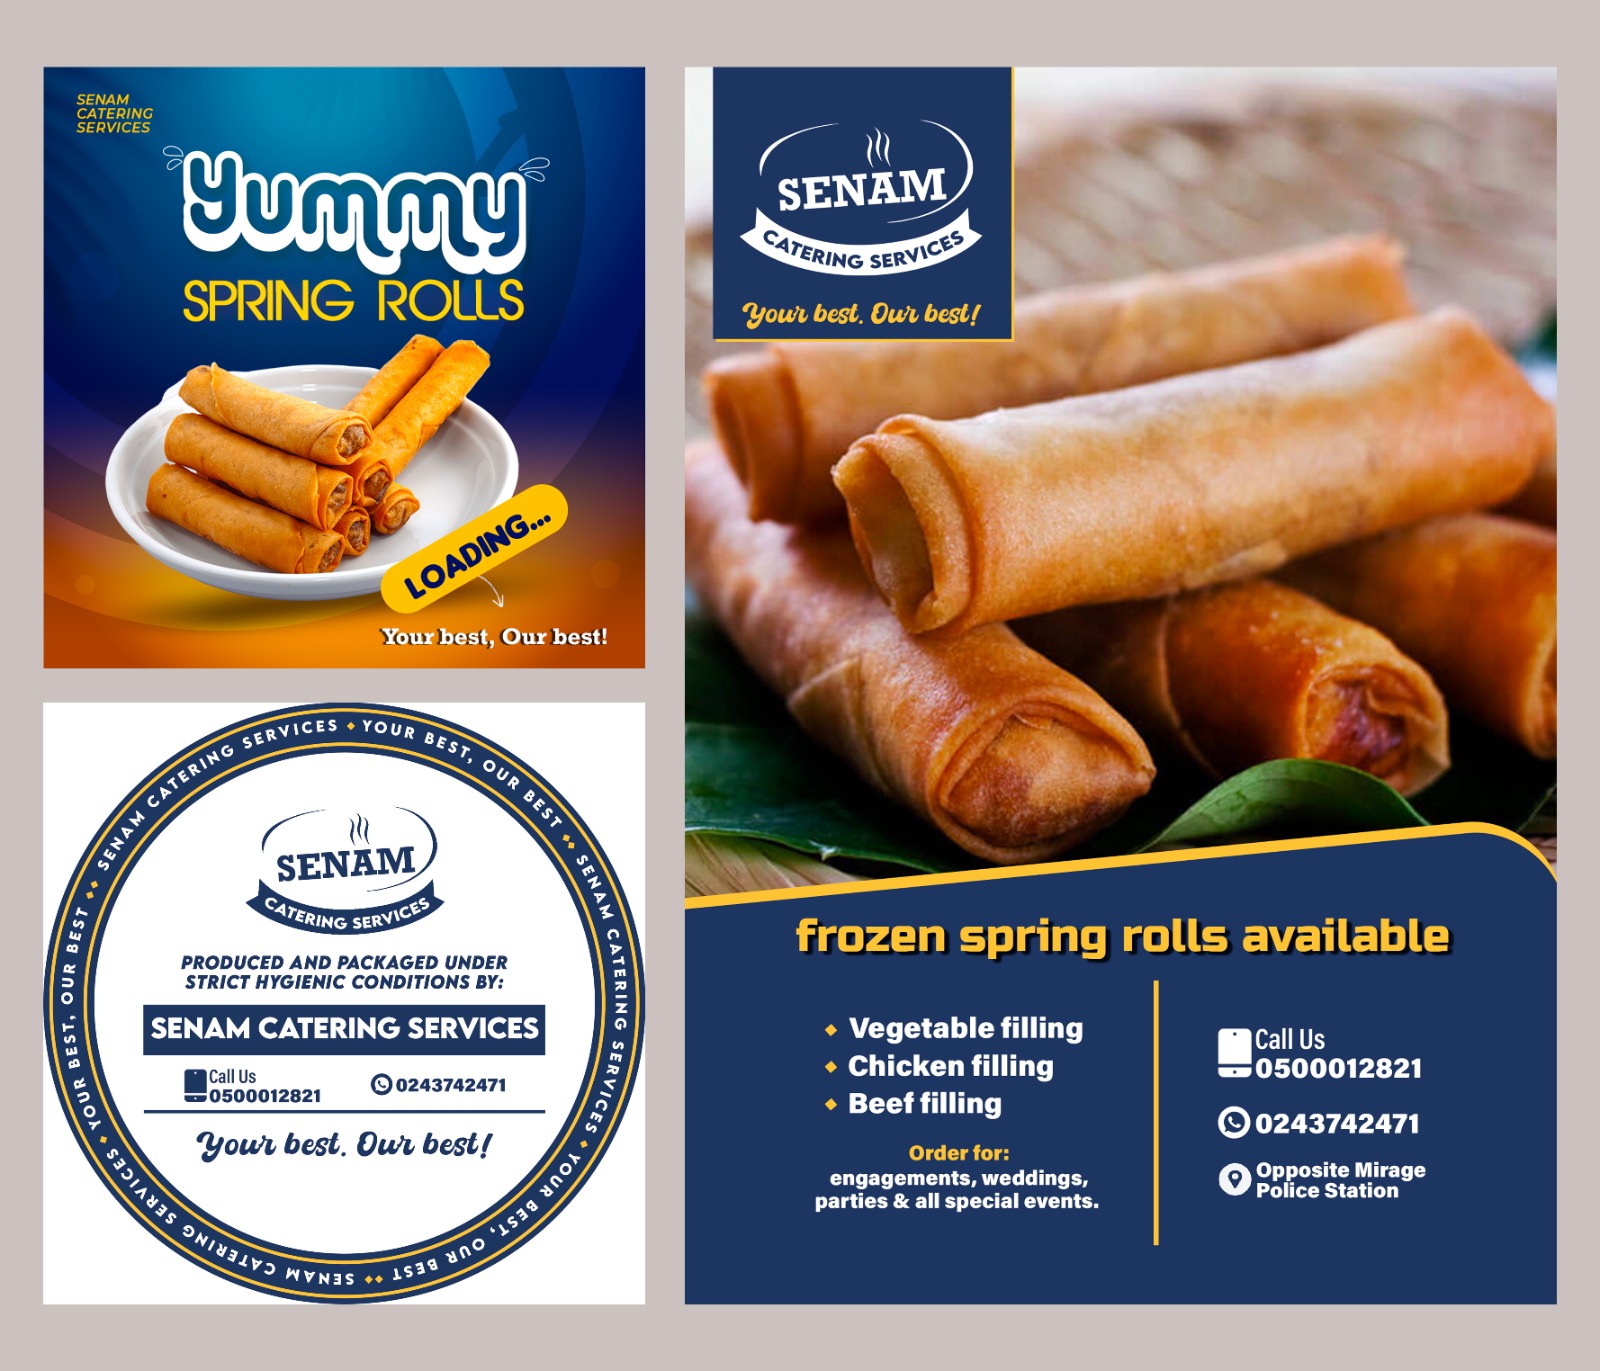 SENAM
CATERING
SERVICES
Yummy
SPRING ROLLS
LOADING...
Your best, Our best!
SENAM
CATERING SERVICES
Your best. Our best!
frozen spring rolls available
Vegetable filling
Chicken filling
Beef filling
Order for:
engagements, weddings,
parties & all special events.
Call Us
0500012821
0243742471
Opposite Mirage
Police Station
SENAM CATERING SERVICES ◆ YOUR BEST, OUR BEST ◆◆ SENAM CATERING SERVICES ◆ YOUR BEST, OUR BEST ◆◆ SENAM CATERING SERVICES ◆ YOUR BEST, OUR BEST ◆◆
SENAM
CATERING SERVICES
PRODUCED AND PACKAGED UNDER
STRICT HYGIENIC CONDITIONS BY:
SENAM CATERING SERVICES
Call Us
0500012821
0243742471
Your best. Our best!